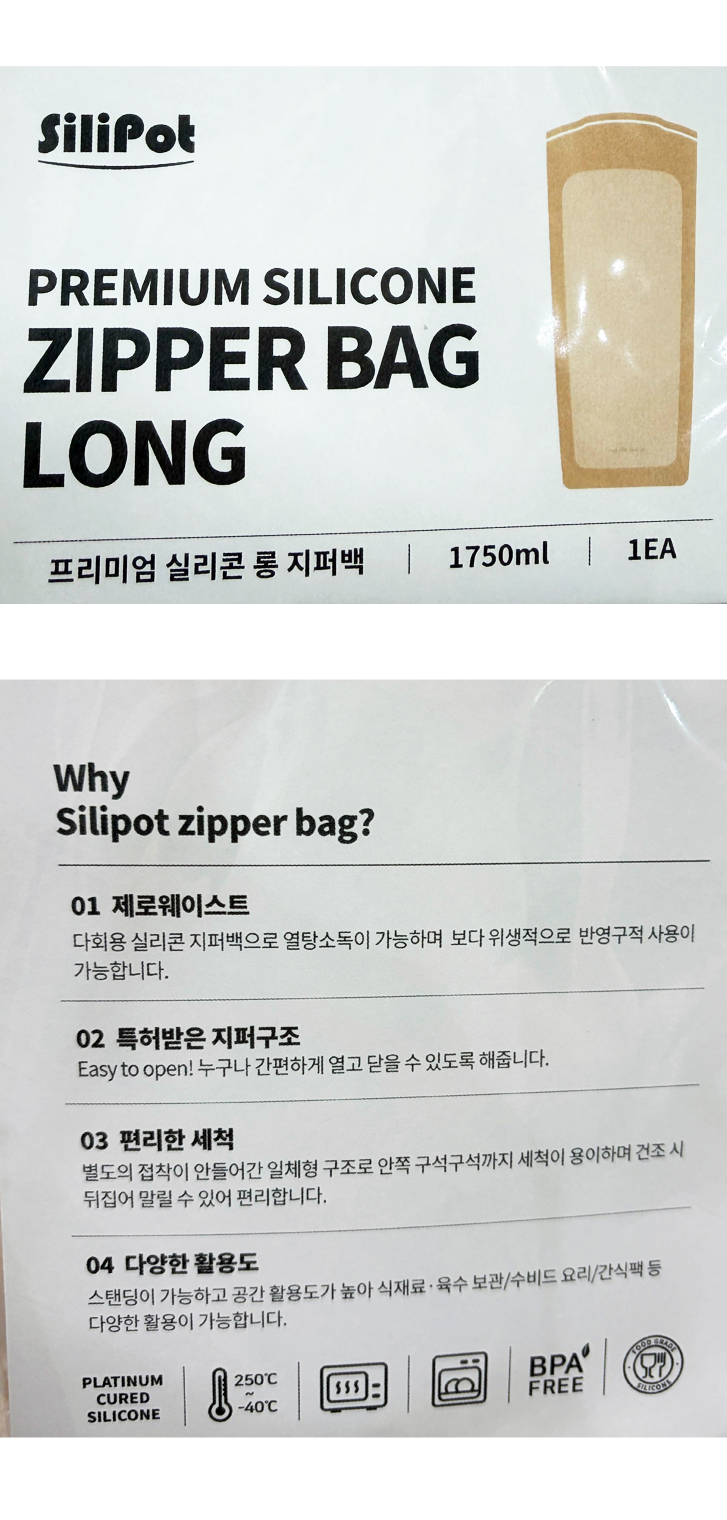 SiliPot
PREMIUM SILICONE
ZIPPER BAG
LONG
프리미엄 실리콘 롱 지퍼백 | 1750ml | 1EA
Why
Silipot zipper bag?
01 제로웨이스트
다회용 실리콘 지퍼백으로 열탕소독이 가능하며 보다 위생적으로 반영구적 사용이
가능합니다.
02 특허받은 지퍼구조
Easy to open! 누구나 간편하게 열고 닫을 수 있도록 해줍니다.
03 편리한 세척
별도의 접착이 안들어간 일체형 구조로 안쪽 구석구석까지 세척이 용이하며 건조 시
뒤집어 말릴 수 있어 편리합니다.
04 다양한 활용도
스탠딩이 가능하고 공간 활용도가 높아 식재료·육수 보관/수비드 요리/간식팩 등
다양한 활용이 가능합니다.
PLATINUM
CURED
SILICONE
250℃
~
-40℃
BPA
FREE
FOOD GRADE
SILICONE